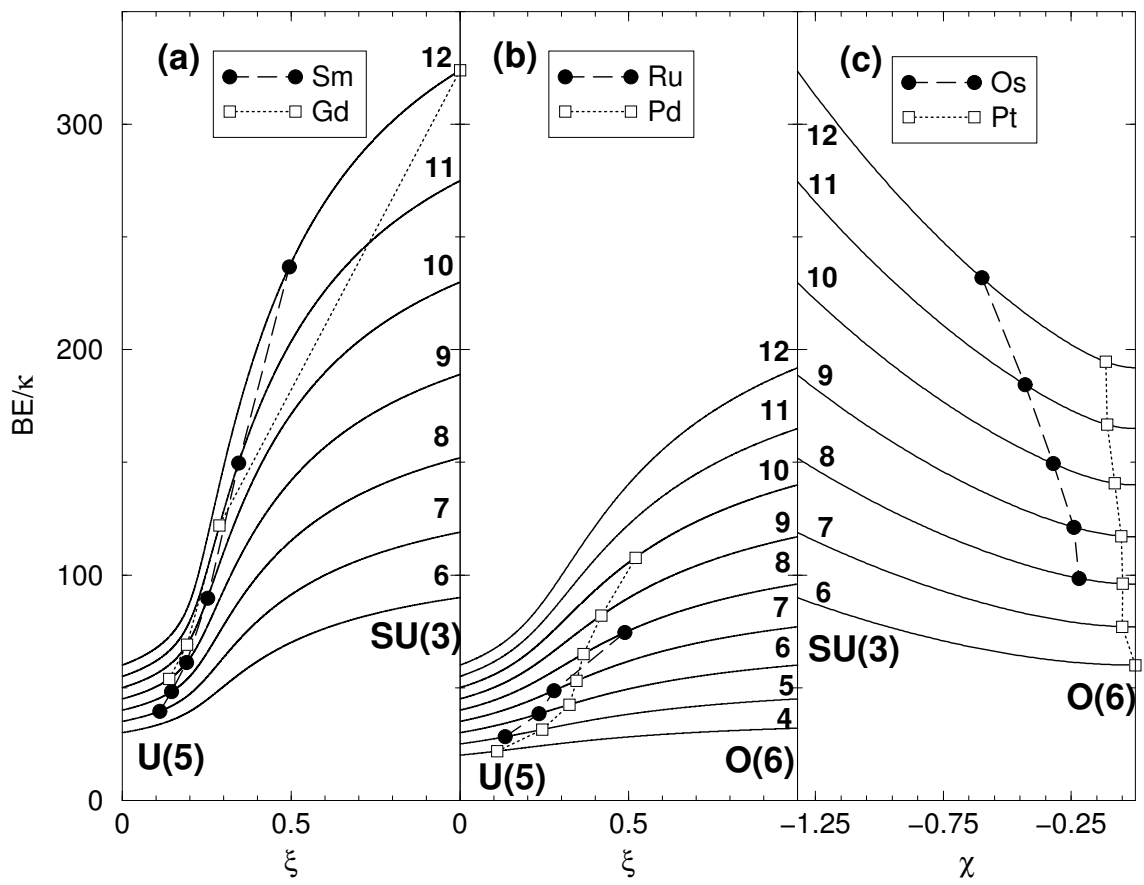 (a)
Sm
Gd
12
11
10
9
8
7
6
SU(3)
U(5)
(b)
Ru
Pd
12
11
10
9
8
7
6
5
4
U(5)
O(6)
(c)
Os
Pt
12
11
10
9
8
7
6
SU(3)
O(6)
BE/κ
300
200
100
0
0 0.5 0 0.5 −1.25 −0.75 −0.25
ξ ξ χ